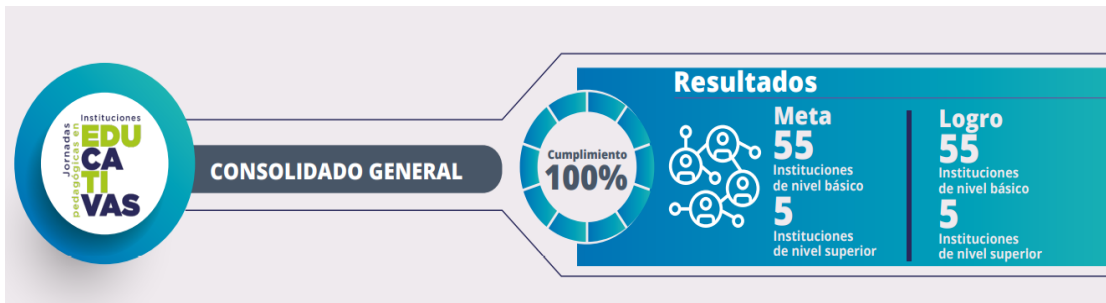 Jornadas
pedagógicas en
Instituciones
EDU
CA
TI
VAS
CONSOLIDADO GENERAL
Cumplimiento
100%
Resultados
Meta
55
Instituciones
de nivel básico
5
Instituciones
de nivel superior
Logro
55
Instituciones
de nivel básico
5
Instituciones
de nivel superlor